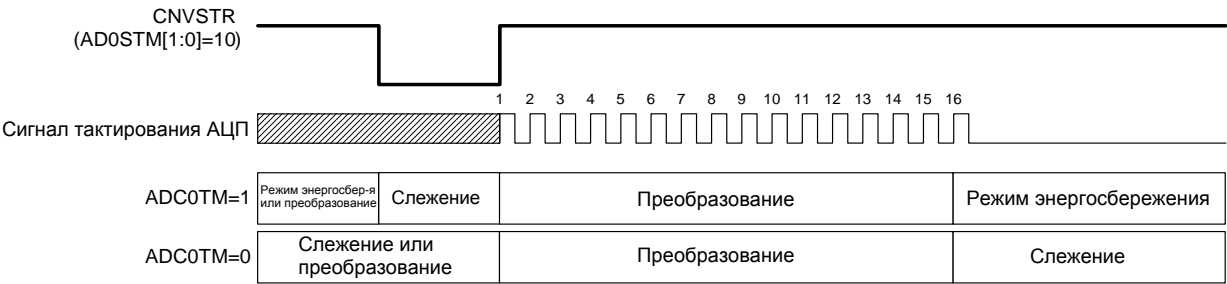 CNVSTR
(AD0STM[1:0]=10)
1 2 3 4 5 6 7 8 9 10 11 12 13 14 15 16
Сигнал тактирования АЦП
ADC0TM=1
Режим энергосбер-я
или преобразование
Слежение
Преобразование
Режим энергосбережения
ADC0TM=0
Слежение или
преобразование
Преобразование
Слежение